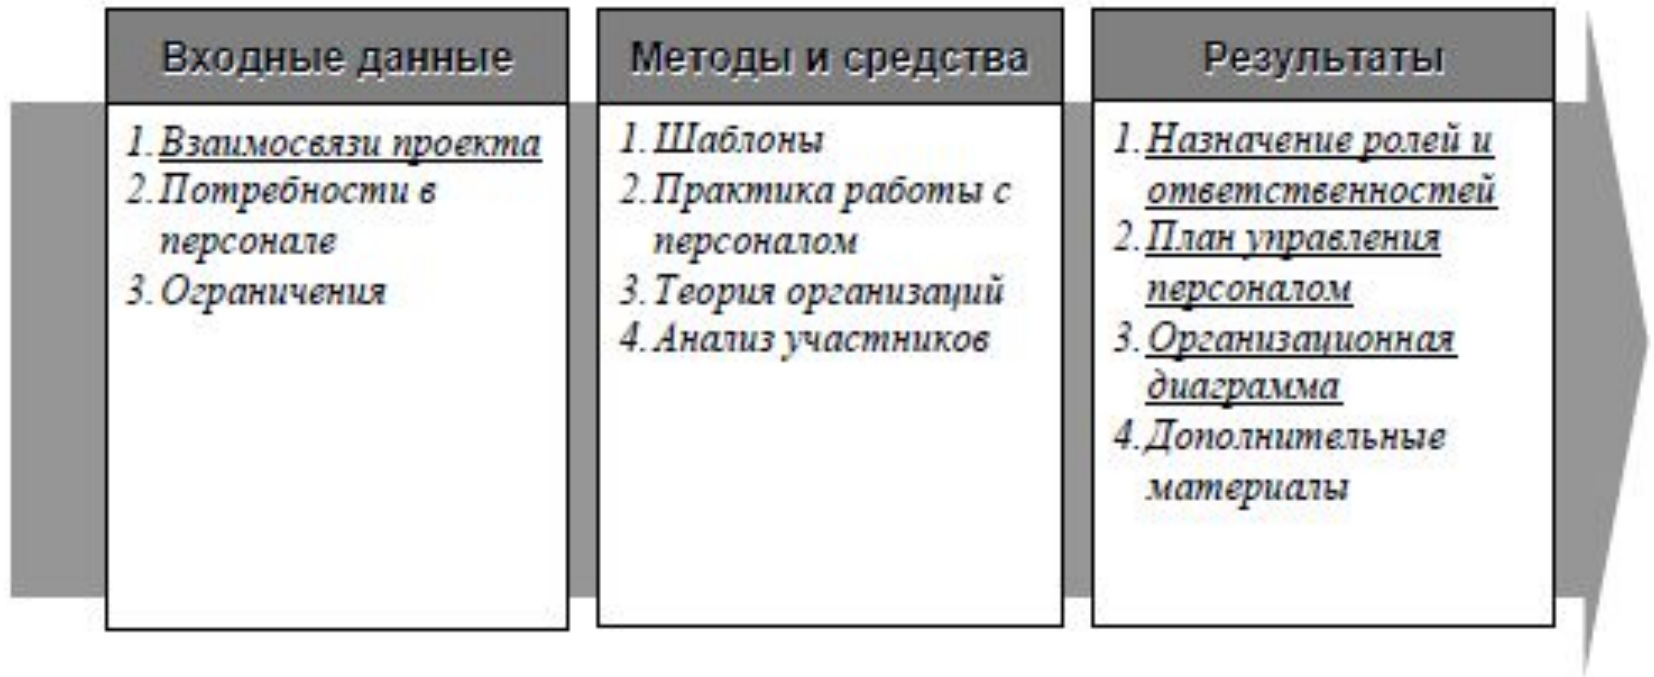 Входные данные
1. Взаимосвязи проекта
2. Потребности в
персонале
3. Ограничения
Методы и средства
1. Шаблоны
2. Практика работы с
персоналом
3. Теория организаций
4. Анализ участников
Результаты
1. Назначение ролей и
ответственностей
2. План управления
персоналом
3. Организационная
диаграмма
4. Дополнительные
материалы